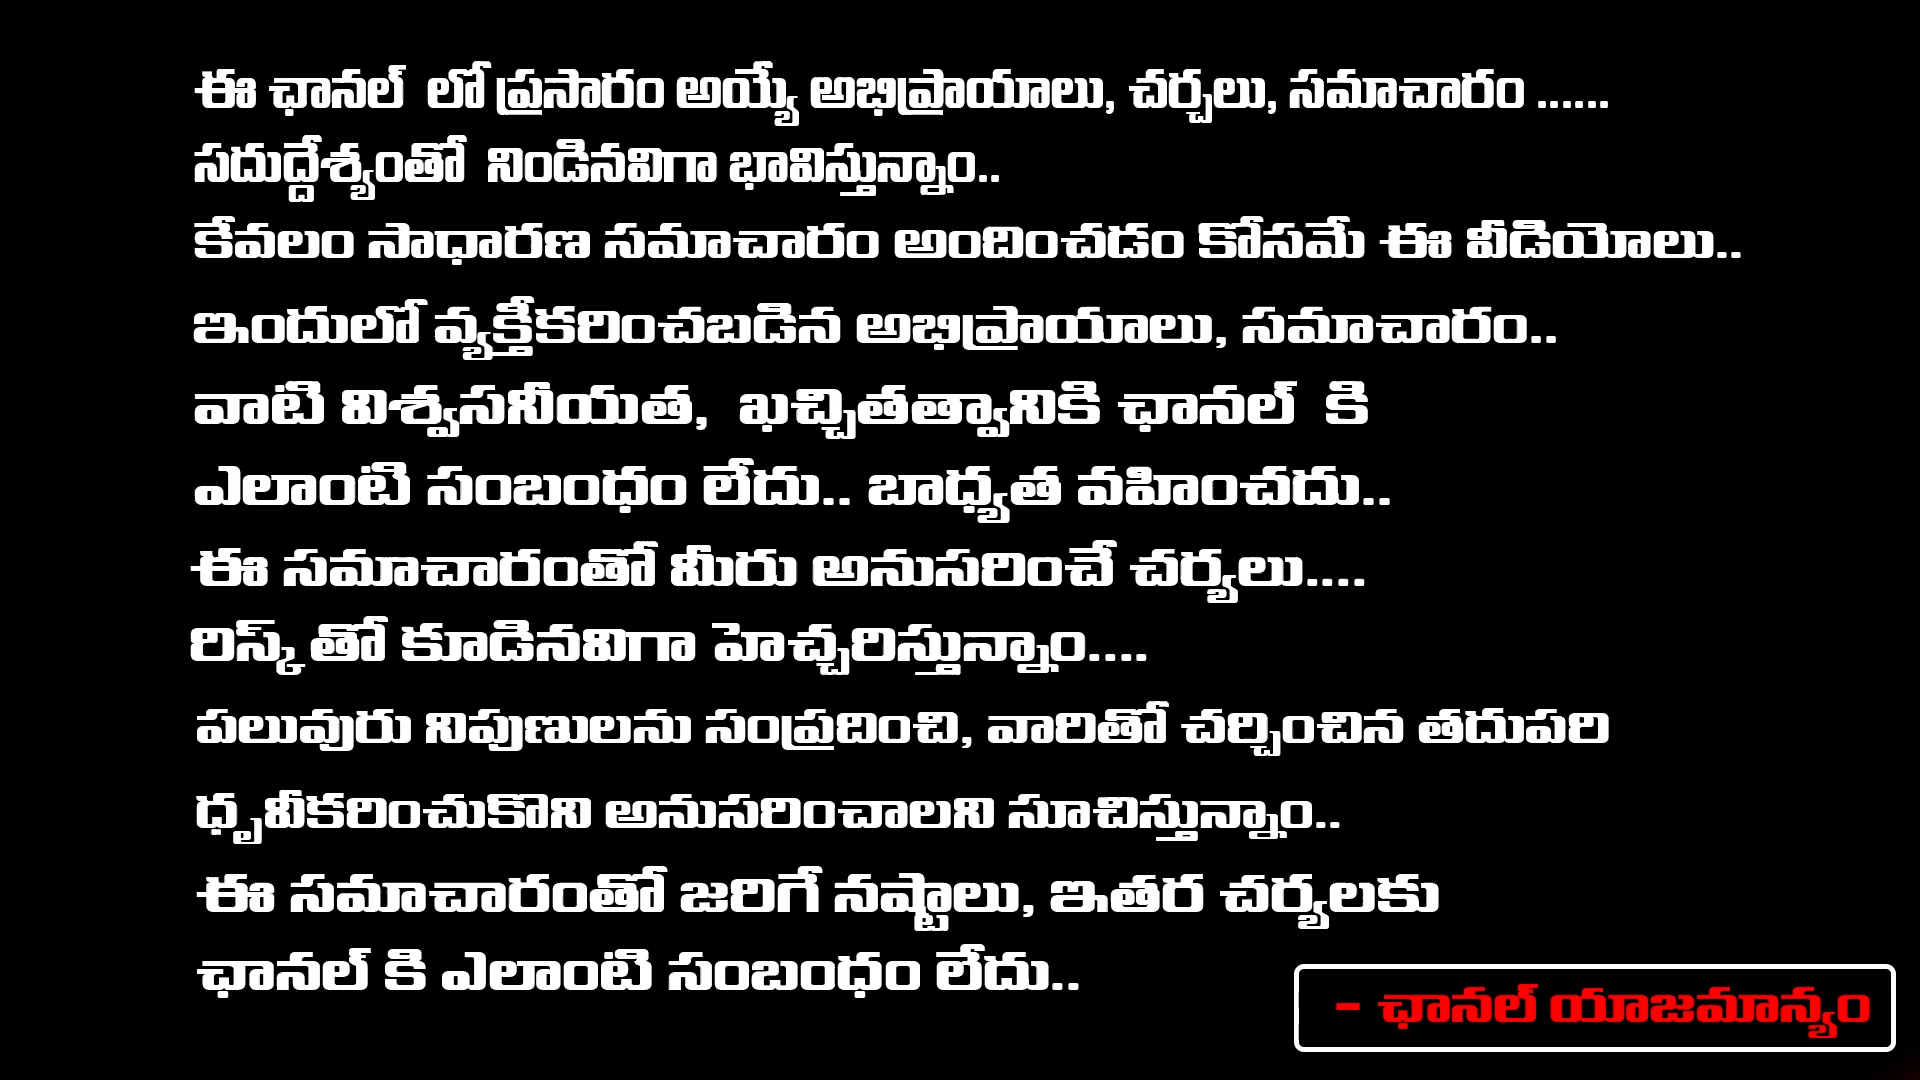 ఈ ఛానల్ లో ప్రసారం అయ్యే అభిప్రాయాలు, చర్చలు, సమాచారం ......
సదుద్దేశ్యంతో నిండినవిగా భావిస్తున్నాం..
కేవలం సాధారణ సమాచారం అందించడం కోసమే ఈ వీడియోలు..
ఇందులో వ్యక్తీకరించబడిన అభిప్రాయాలు, సమాచారం..
వాటి విశ్వసనీయత, ఖచ్చితత్వానికి ఛానల్ కి
ఎలాంటి సంబంధం లేదు.. బాధ్యత వహించదు..
ఈ సమాచారంతో మీరు అనుసరించే చర్యలు....
రిస్క్ తో కూడినవిగా హెచ్చరిస్తున్నాం....
పలువురు నిపుణులను సంప్రదించి, వారితో చర్చించిన తదుపరి
ధృవీకరించుకొని అనుసరించాలని సూచిస్తున్నాం..
ఈ సమాచారంతో జరిగే నష్టాలు, ఇతర చర్యలకు
ఛానల్ కి ఎలాంటి సంబంధం లేదు..
- ఛానల్ యాజమాన్యం